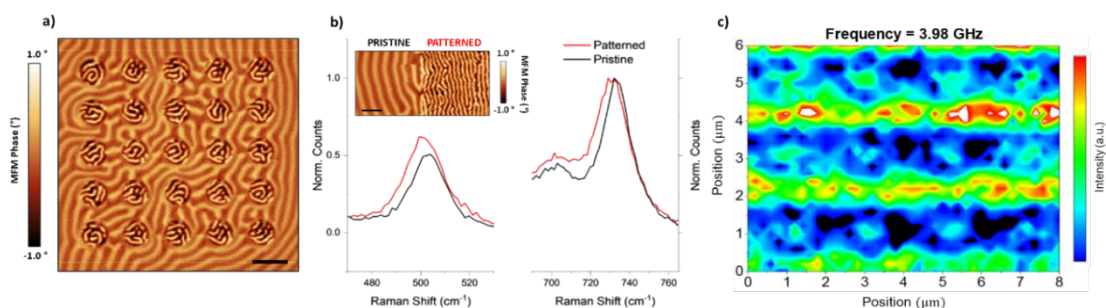 a)
1.0 °
MFM Phase (°)
-1.0 °
b)
PRISTINE PATTERNED
1.0 °
MFM Phase (°)
-1.0 °
Patterned
Pristine
Norm. Counts
1.0
0.5
0.0
480 500 520
Raman Shift (cm⁻¹)
700 720 740 760
Raman Shift (cm⁻¹)
Norm. Counts
c)
Frequency = 3.98 GHz
Position (μm)
6
5
4
3
2
1
0
0 1 2 3 4 5 6 7 8
Position (μm)
Intensity (a.u.)